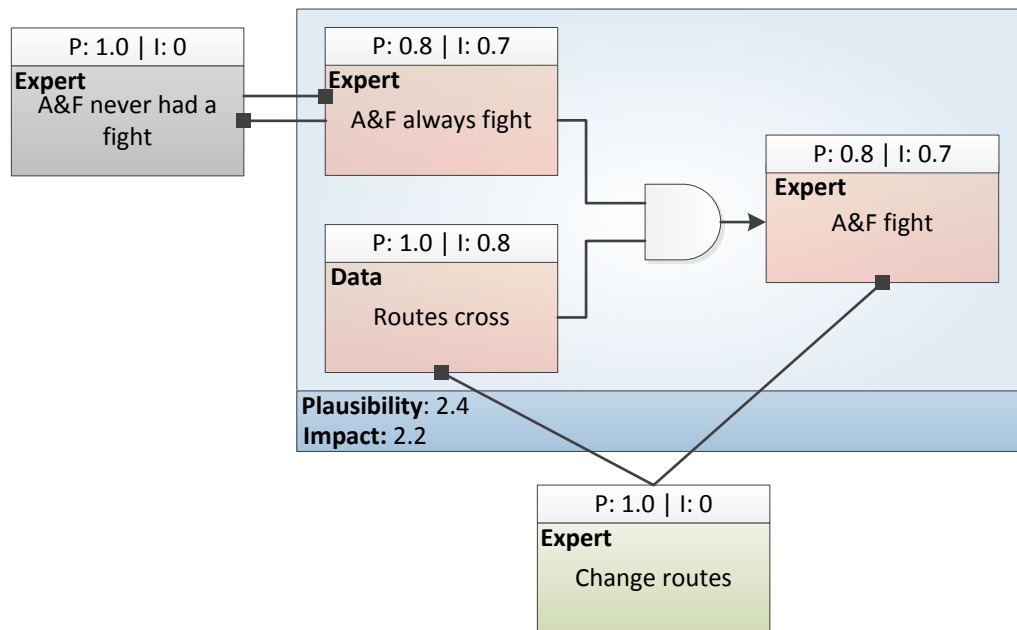 P: 1.0 | I: 0
Expert
A&F never had a
fight
P: 0.8 | I: 0.7
Expert
A&F always fight
P: 1.0 | I: 0.8
Data
Routes cross
P: 0.8 | I: 0.7
Expert
A&F fight
Plausibility: 2.4
Impact: 2.2
P: 1.0 | I: 0
Expert
Change routes